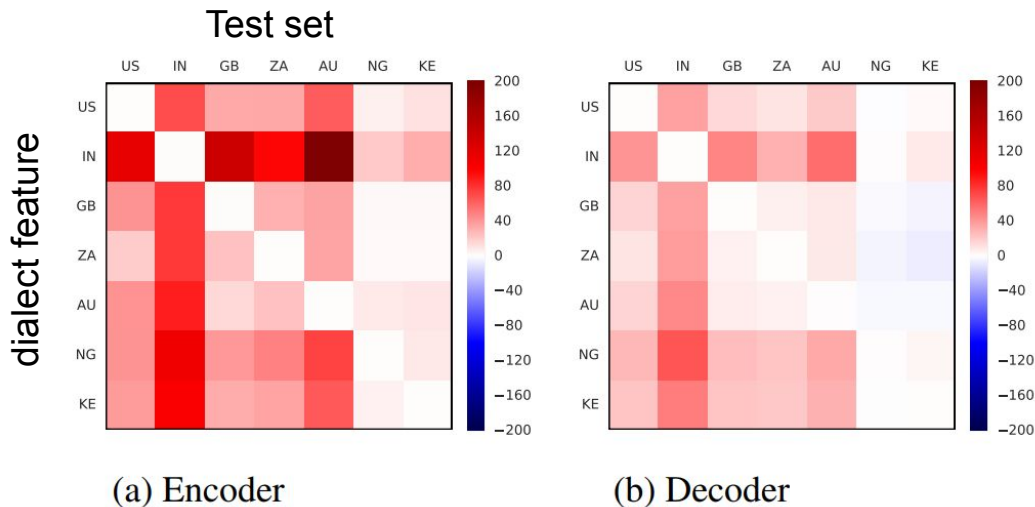 Test set
US IN GB ZA AU NG KE
US
IN
GB
ZA
AU
NG
KE
dialect feature
200
160
120
80
40
0
−40
−80
−120
−160
−200
(a) Encoder
US IN GB ZA AU NG KE
US
IN
GB
ZA
AU
NG
KE
200
160
120
80
40
0
−40
−80
−120
−160
−200
(b) Decoder